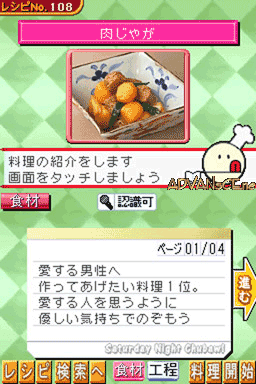 レシピNo.108
肉じゃが
料理の紹介をします
画面をタッチしましょう
ADVANsCEne
食材
認識可
ページ01/04
愛する男性へ
作ってあげたい料理1位。
愛する人を思うように
優しい気持ちでのぞもう
進む
Saturday Night Chubaw!
レシピ検索へ
食材
工程
料理開始